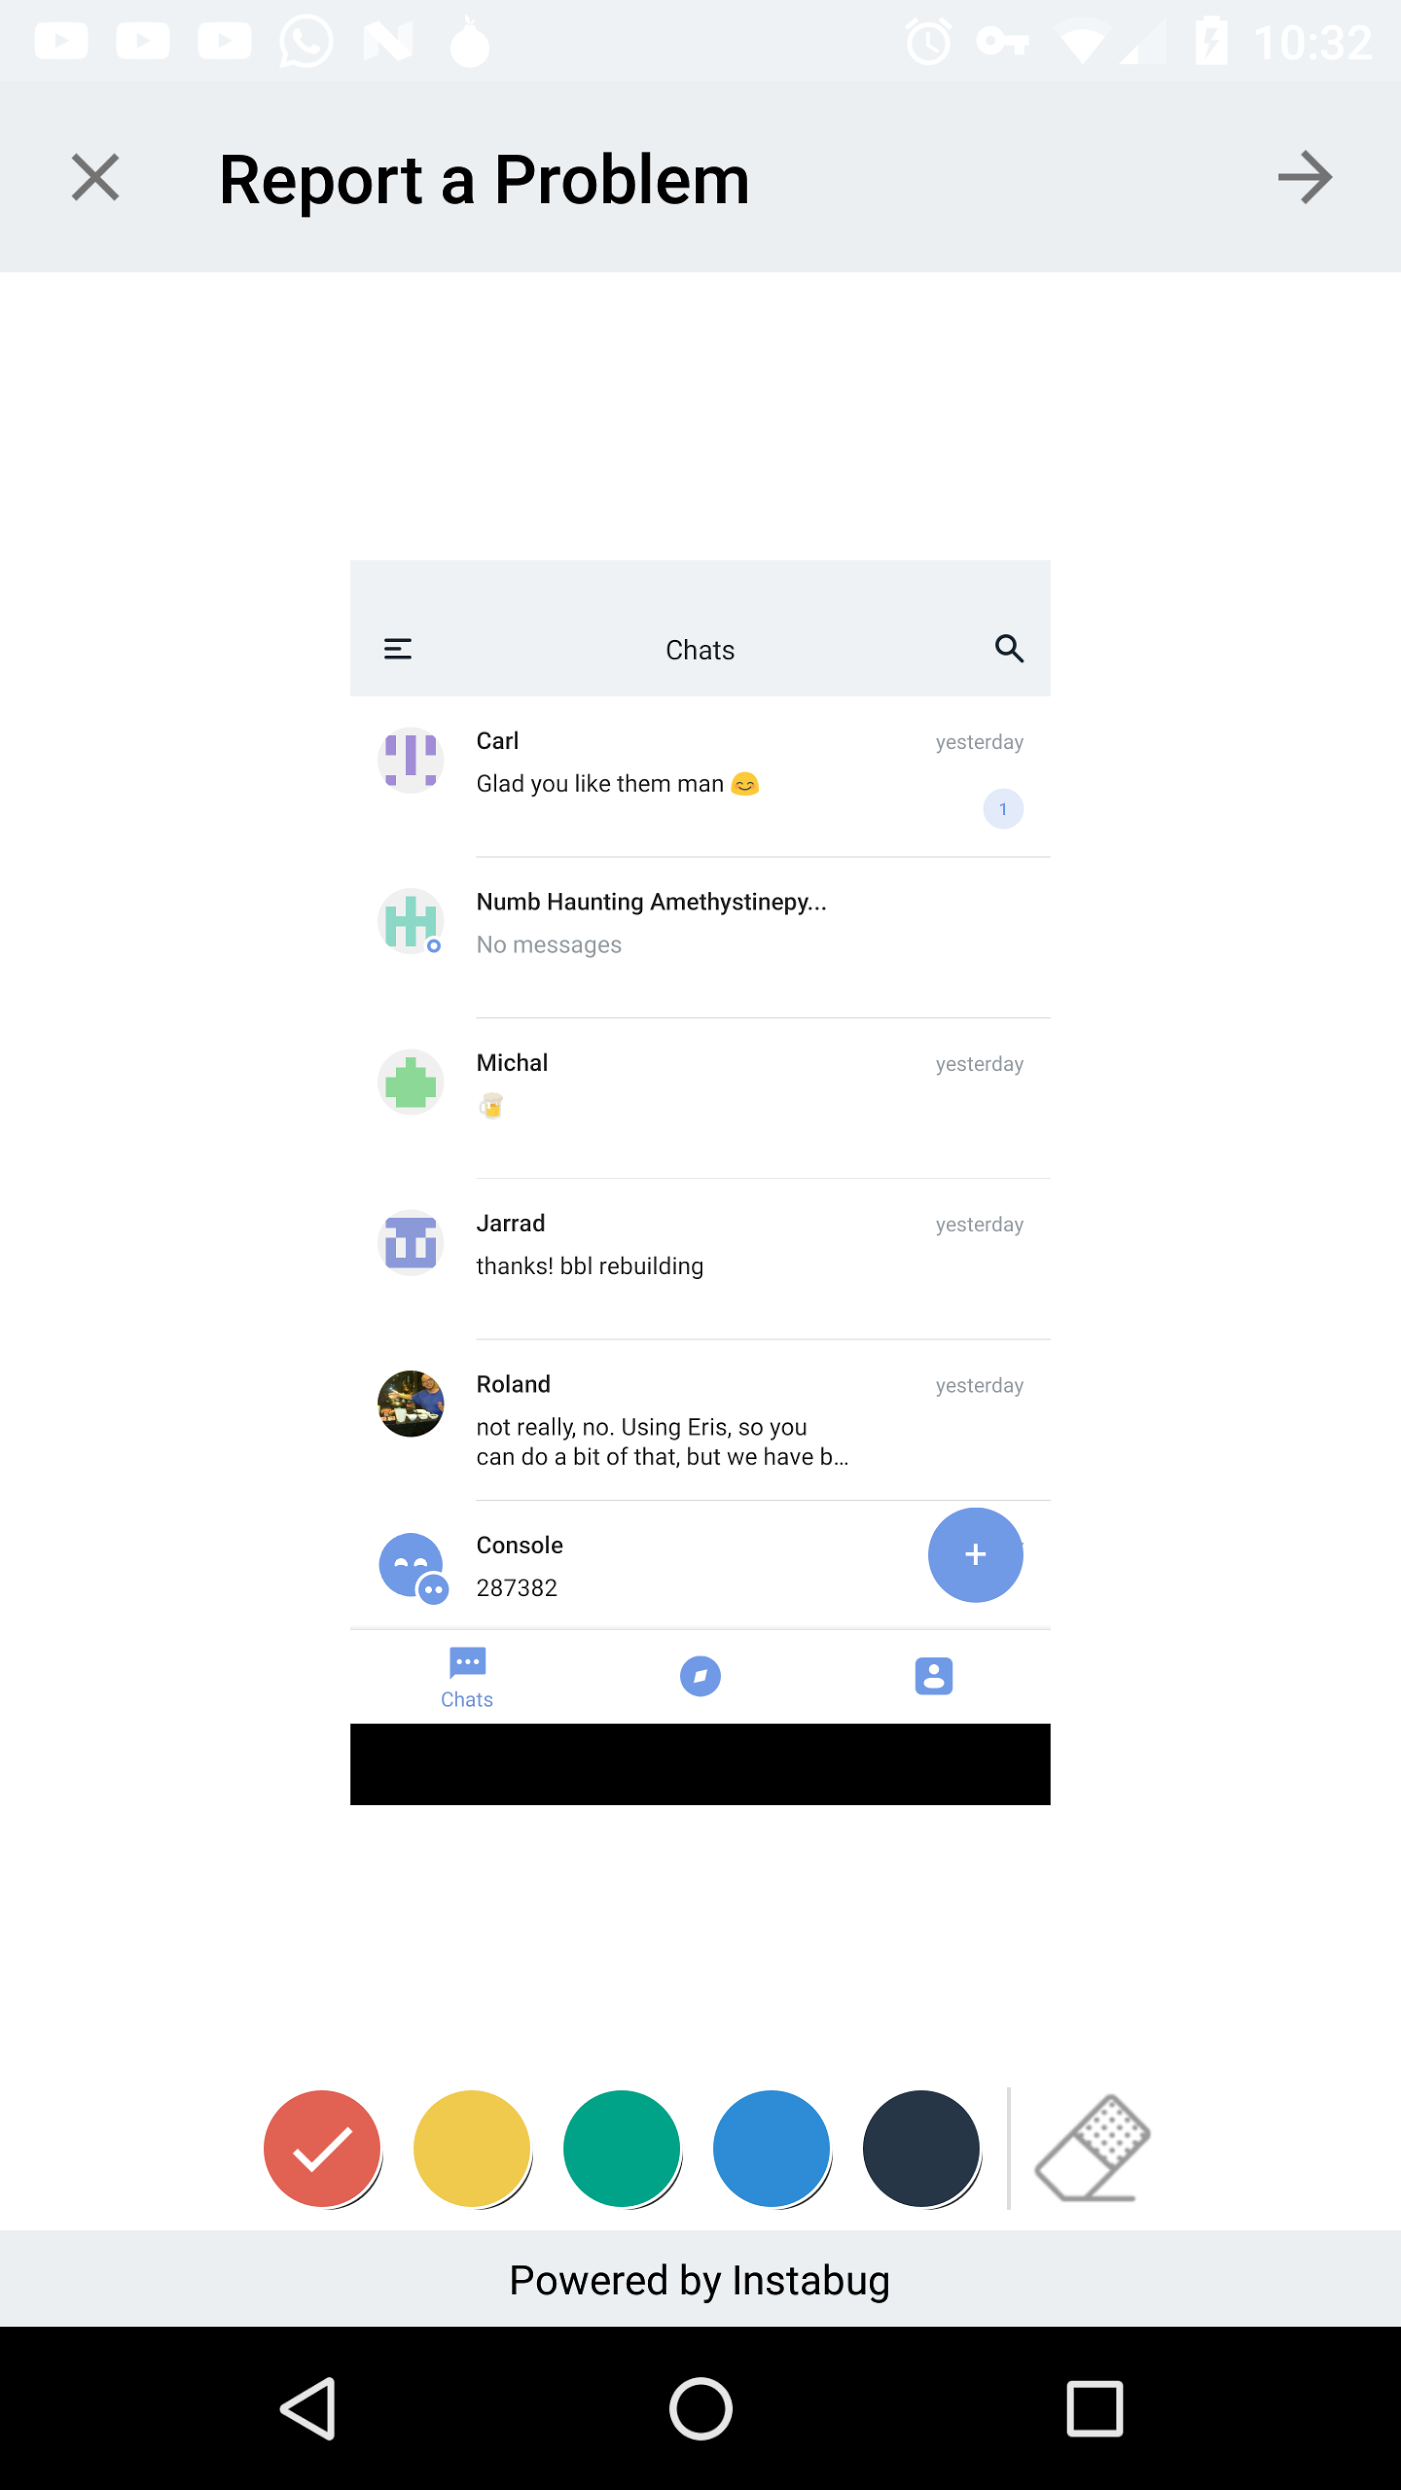 10:32
Report a Problem
Chats
Carl
yesterday
Glad you like them man 😊
1
Numb Haunting Amethystinepy...
No messages
Michal
yesterday
🍺
Jarrad
yesterday
thanks! bbl rebuilding
Roland
yesterday
not really, no. Using Eris, so you
can do a bit of that, but we have b...
Console
287382
Chats
Powered by Instabug